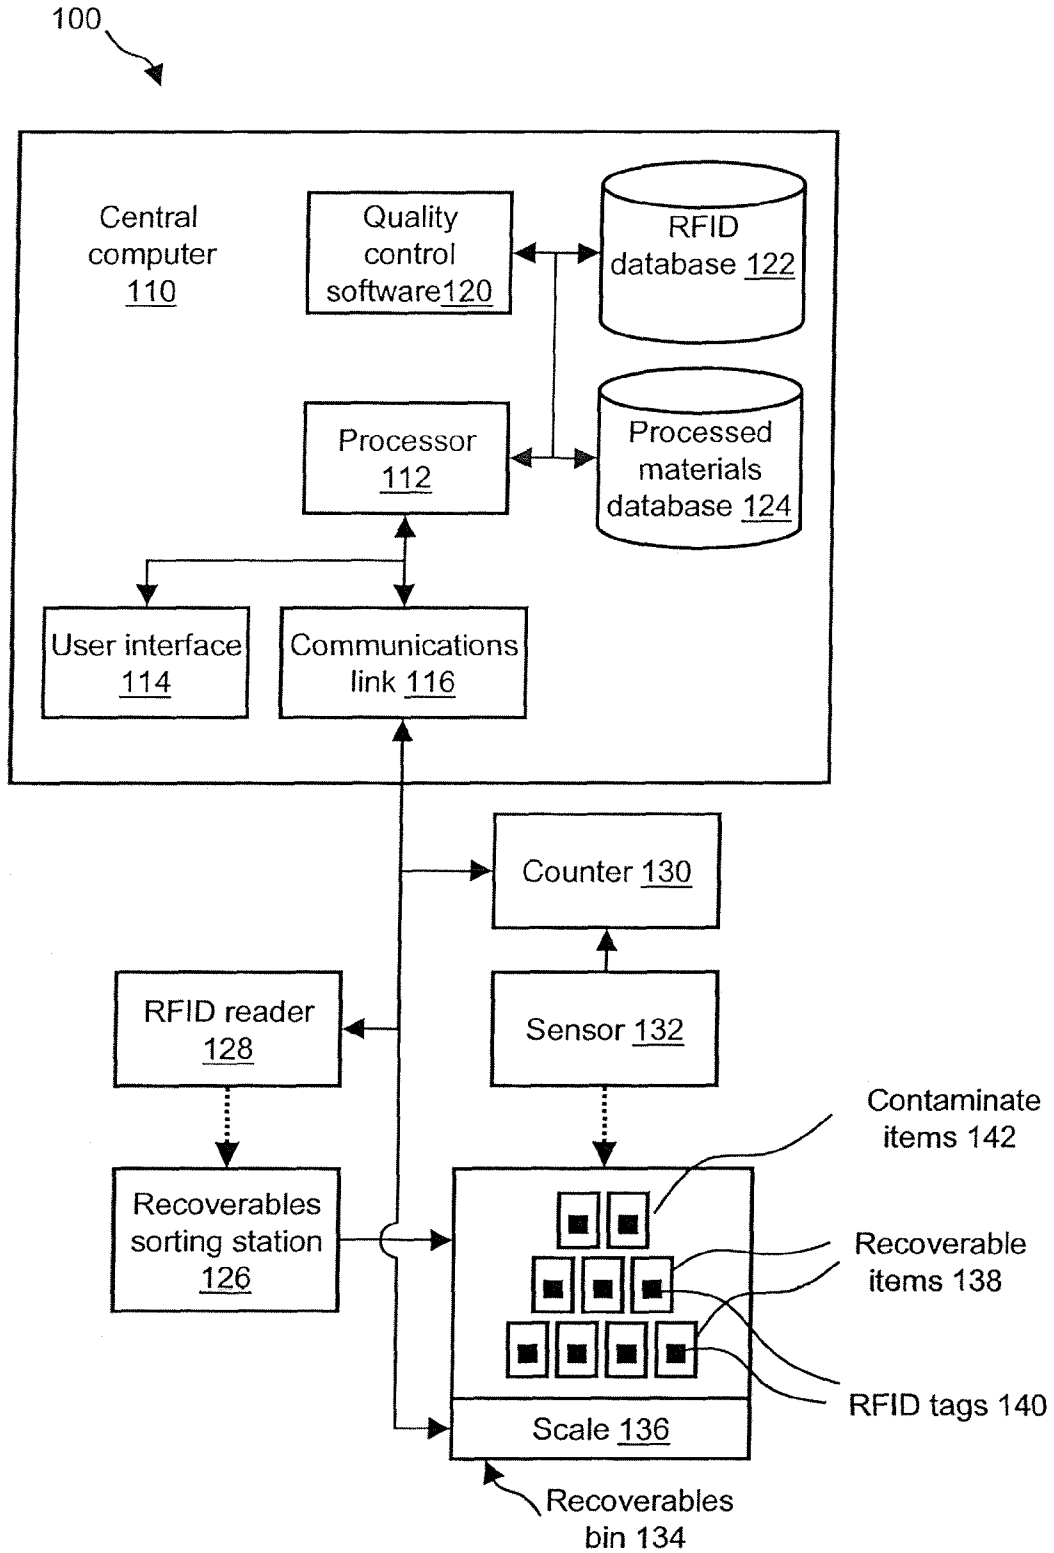 100
Central
computer
110
Quality
control
software120
RFID
database 122
Processor
112
Processed
materials
database 124
User interface
114
Communications
link 116
Counter 130
RFID reader
128
Sensor 132
Contaminate
items 142
Recoverables
sorting station
126
Recoverable
items 138
RFID tags 140
Scale 136
Recoverables
bin 134